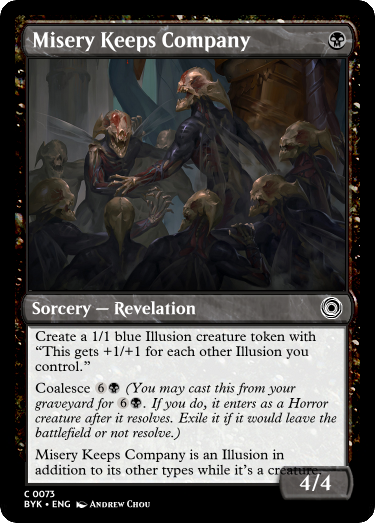 Misery Keeps Company
Sorcery — Revelation
Create a 1/1 blue Illusion creature token with
“This gets +1/+1 for each other Illusion you
control.”
Coalesce 6 (You may cast this from your
graveyard for 6. If you do, it enters as a Horror
creature after it resolves. Exile it if it would leave the
battlefield or not resolve.)
Misery Keeps Company is an Illusion in
addition to its other types while it’s a creature.
4/4
C 0073
BYK • ENG Andrew Chou